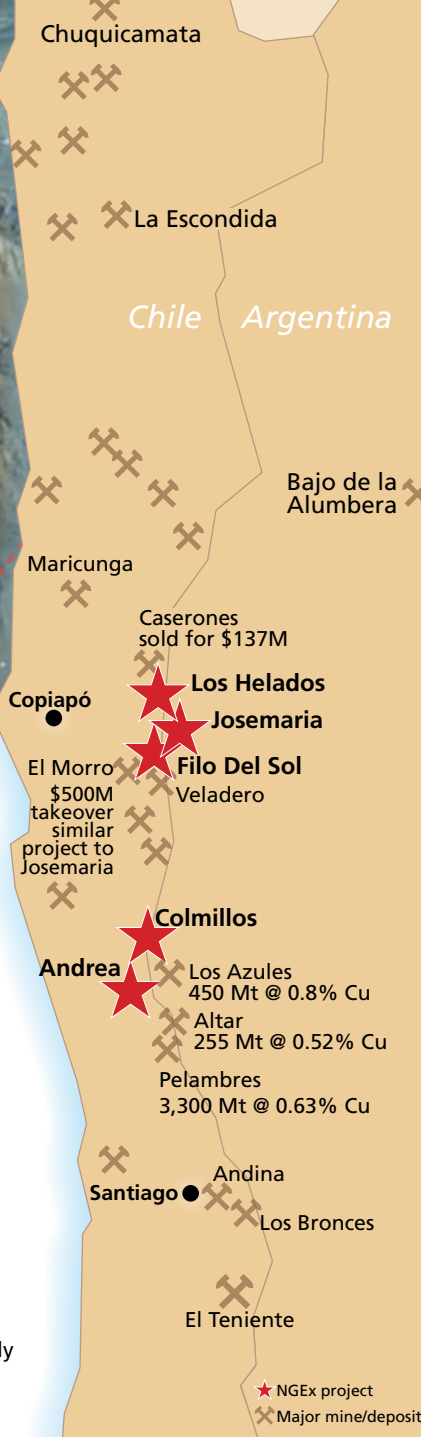 Chuquicamata
La Escondida
Chile Argentina
Bajo de la
Alumbera
Maricunga
Caserones
sold for $137M
Los Helados
Copiapó
Josemaria
Filo Del Sol
El Morro
$500M
takeover
similar
project to
Josemaria
Veladero
Colmillos
Andrea
Los Azules
450 Mt @ 0.8% Cu
Altar
255 Mt @ 0.52% Cu
Pelambres
3,300 Mt @ 0.63% Cu
Andina
Santiago
Los Bronces
El Teniente
NGEx project
Major mine/deposit